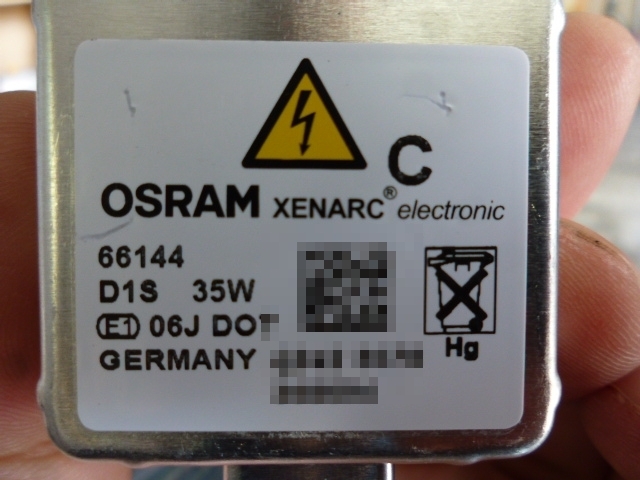 C
OSRAM XENARC® electronic
66144
D1S 35W
E1 06J DOT
GERMANY
Hg